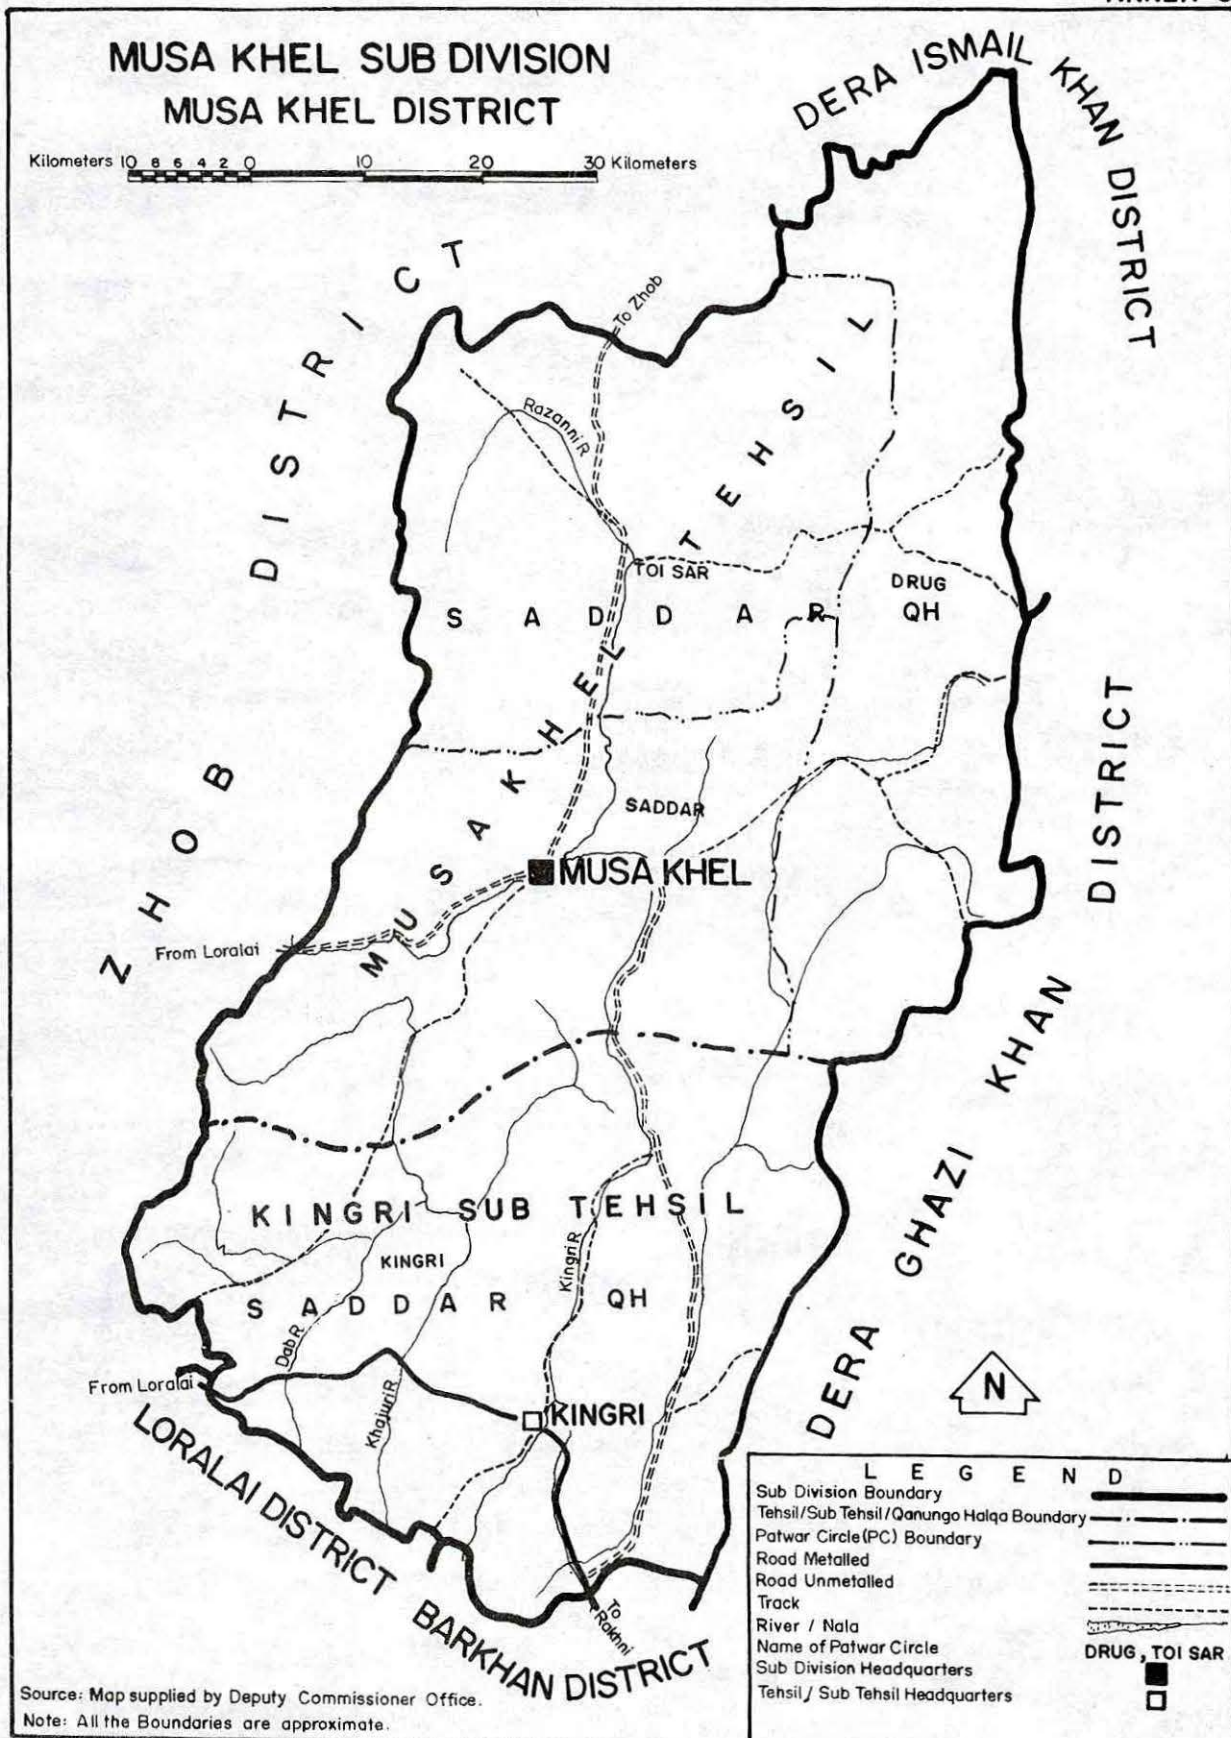 MUSA KHEL SUB DIVISION
MUSA KHEL DISTRICT
Kilometers 10 8 6 4 2 0 10 20 30 Kilometers
DERA ISMAIL KHAN DISTRICT
ZHOB DISTRICT
To Zhob
Razanni R
MUSA KHEL TEHSIL
TOI SAR
DRUG
SADDAR QH
SADDAR
MUSA KHEL
From Loralai
DERA GHAZI KHAN DISTRICT
KINGRI SUB TEHSIL
KINGRI
Kingri R
SADDAR QH
Dab R
Khajuri R
From Loralai
KINGRI
N
LORALAI DISTRICT
BARKHAN DISTRICT
To Rakhni
LEGEND
Sub Division Boundary
Tehsil/Sub Tehsil/Qanungo Halqa Boundary
Patwar Circle(PC) Boundary
Road Metalled
Road Unmetalled
Track
River / Nala
Name of Patwar Circle DRUG, TOI SAR
Sub Division Headquarters
Tehsil/ Sub Tehsil Headquarters
Source: Map supplied by Deputy Commissioner Office.
Note: All the Boundaries are approximate.